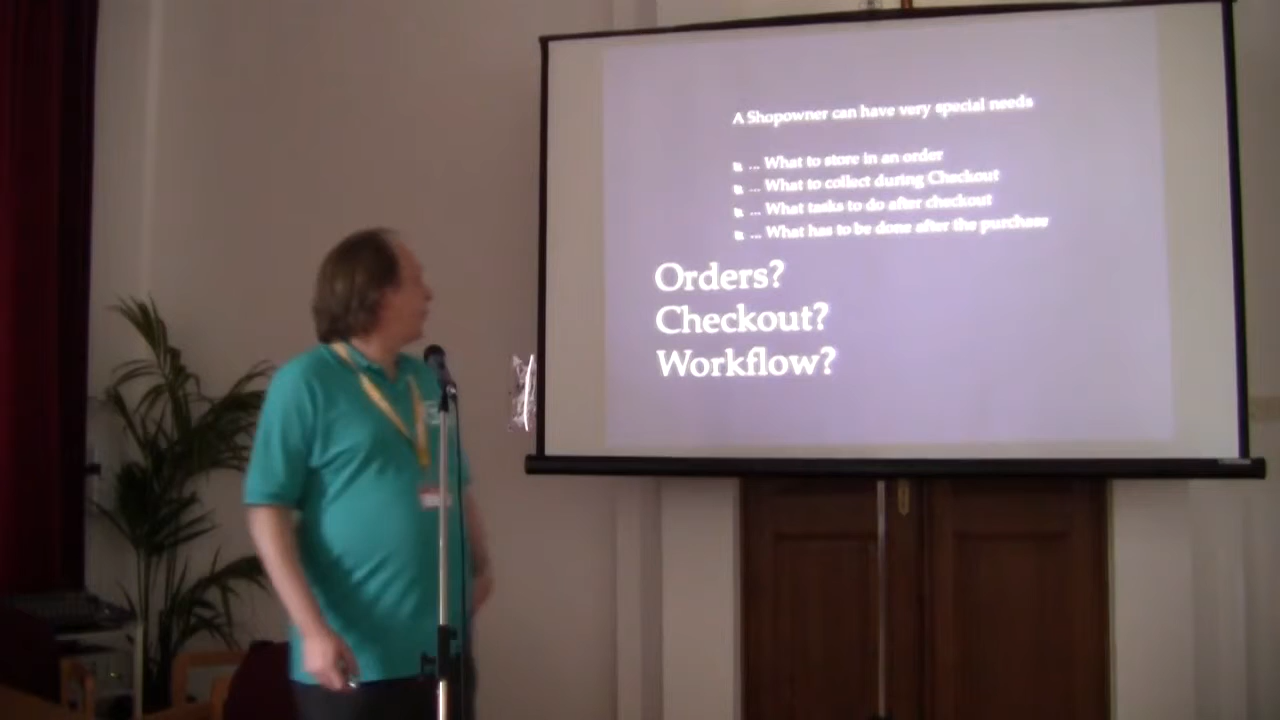 A Shopowner can have very special needs
... What to store in an order
... What to collect during Checkout
... What tasks to do after checkout
... What has to be done after the purchase
Orders?
Checkout?
Workflow?